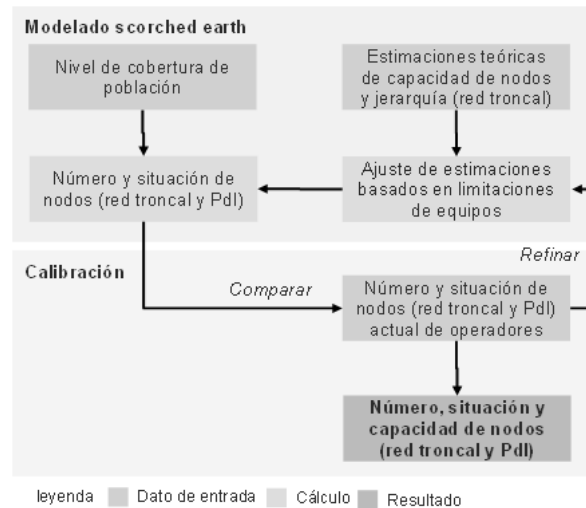 Modelado scorched earth
Nivel de cobertura de
población
Estimaciones teóricas
de capacidad de nodos
y jerarquía (red troncal)
Número y situación de
nodos (red troncal y PdI)
Ajuste de estimaciones
basados en limitaciones
de equipos
Refinar
Calibración
Comparar
Número y situación de
nodos (red troncal y PdI)
actual de operadores
Número, situación y
capacidad de nodos
(red troncal y PdI)
leyenda Dato de entrada Cálculo Resultado